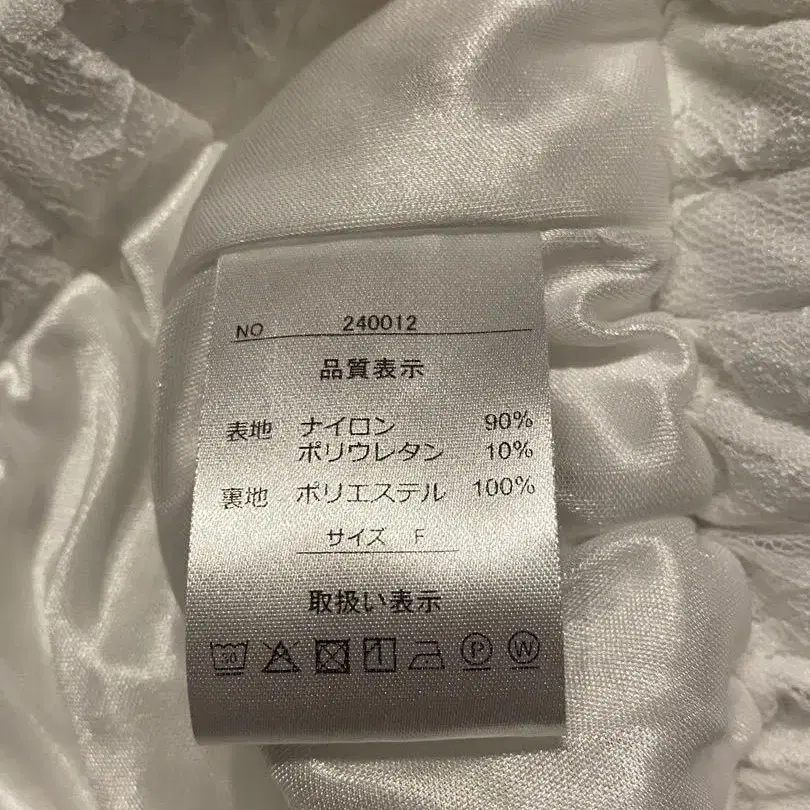 NO 240012
品質表示
表地 ナイロン 90%
ポリウレタン 10%
裏地 ポリエステル 100%
サイズ F
取扱い表示
30 P W